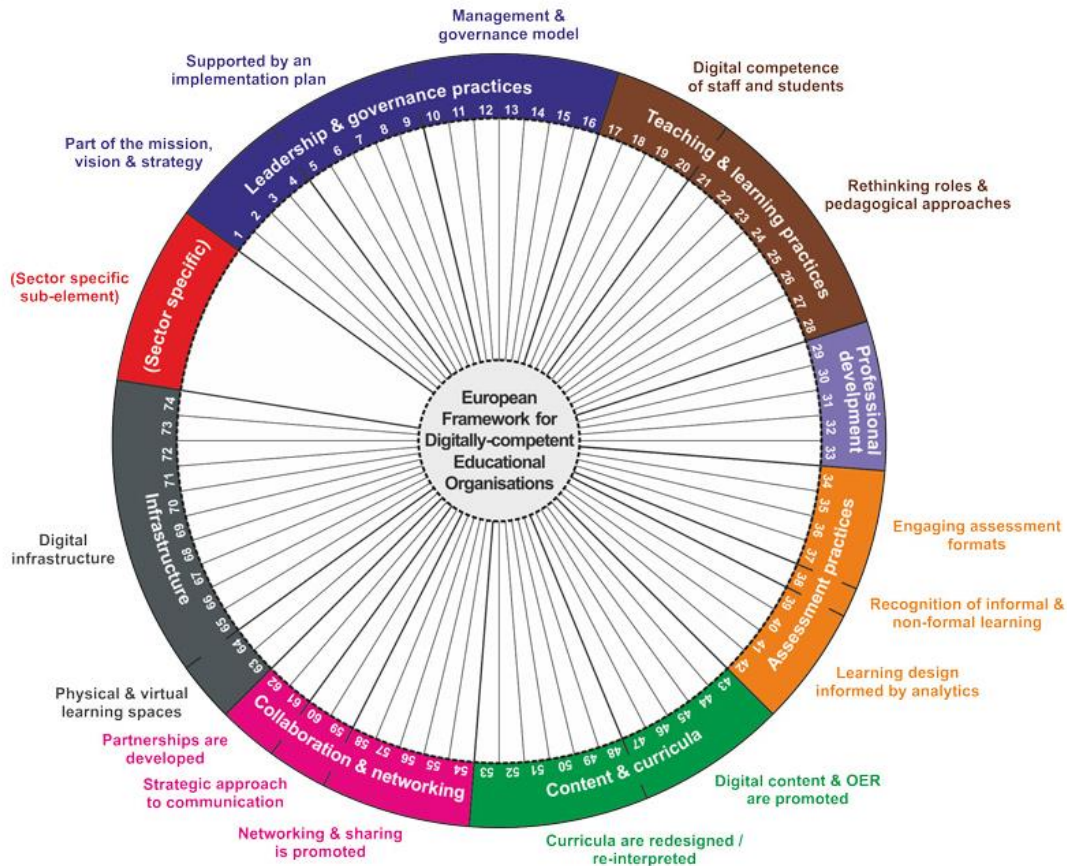 Management &
governance model
Supported by an
implementation plan
Digital competence
of staff and students
Part of the mission,
vision & strategy
Rethinking roles &
pedagogical approaches
(Sector specific
sub-element)
Leadership & governance practices
1 2 3 4 5 6 7 8 9 10 11 12 13 14 15 16
Teaching & learning practices
17 18 19 20 21 22 23 24 25 26 27 28
Professional
develpment
29 30 31 32 33
Assessment practices
34 35 36 37 38 39 40 41 42
Content & curricula
43 44 45 46 47 48 49 50 51 52 53
Collaboration & networking
54 55 56 57 58 59 60 61 62
Infrastructure
63 64 65 66 67 68 69 70 71 72 73 74
(Sector specific)
European
Framework for
Digitally-competent
Educational
Organisations
Engaging assessment
formats
Recognition of informal &
non-formal learning
Learning design
informed by analytics
Digital content & OER
are promoted
Curricula are redesigned /
re-interpreted
Networking & sharing
is promoted
Strategic approach
to communication
Partnerships are
developed
Physical & virtual
learning spaces
Digital
infrastructure